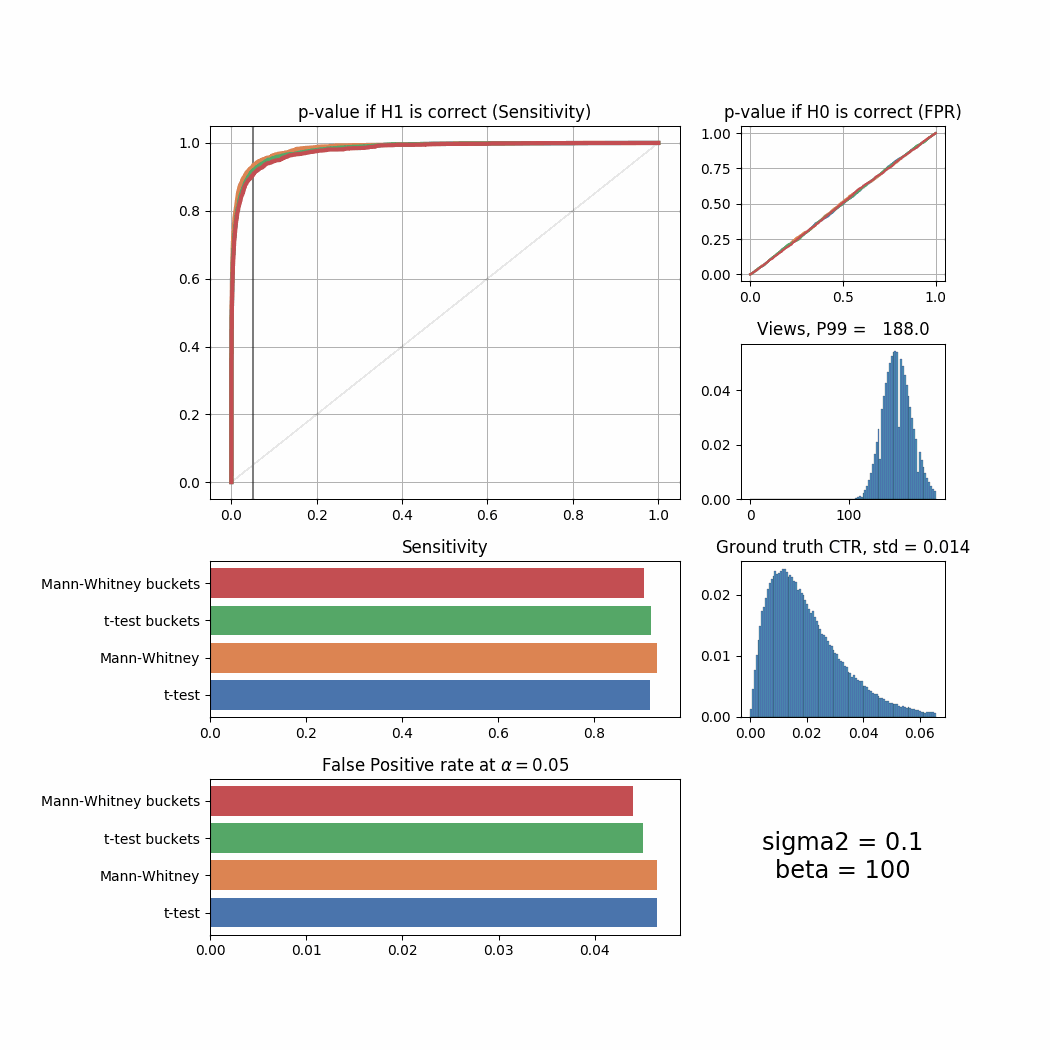 p-value if H1 is correct (Sensitivity)
1.0
0.8
0.6
0.4
0.2
0.0
0.0 0.2 0.4 0.6 0.8 1.0
p-value if H0 is correct (FPR)
1.00
0.75
0.50
0.25
0.00
0.0 0.5 1.0
Views, P99 = 188.0
0.04
0.02
0.00
0 100
Sensitivity
Mann-Whitney buckets
t-test buckets
Mann-Whitney
t-test
0.0 0.2 0.4 0.6 0.8
Ground truth CTR, std = 0.014
0.02
0.01
0.00
0.00 0.02 0.04 0.06
False Positive rate at α = 0.05
Mann-Whitney buckets
t-test buckets
Mann-Whitney
t-test
0.00 0.01 0.02 0.03 0.04
sigma2 = 0.1
beta = 100